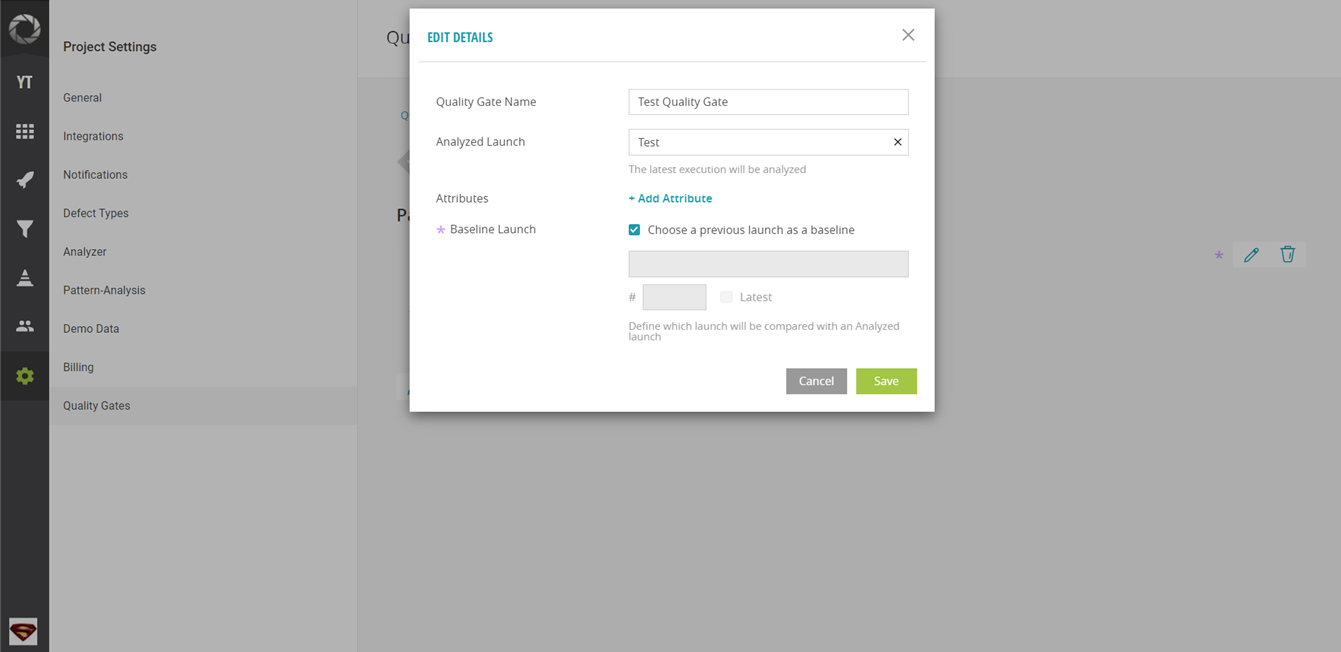 Project Settings
YT
General
Integrations
Notifications
Defect Types
Analyzer
Pattern-Analysis
Demo Data
Billing
Quality Gates
Qu
Q
EDIT DETAILS
Quality Gate Name
Test Quality Gate
Analyzed Launch
Test
The latest execution will be analyzed
Attributes
+ Add Attribute
* Baseline Launch
Choose a previous launch as a baseline
#
Latest
Define which launch will be compared with an Analyzed
launch
Cancel
Save
*